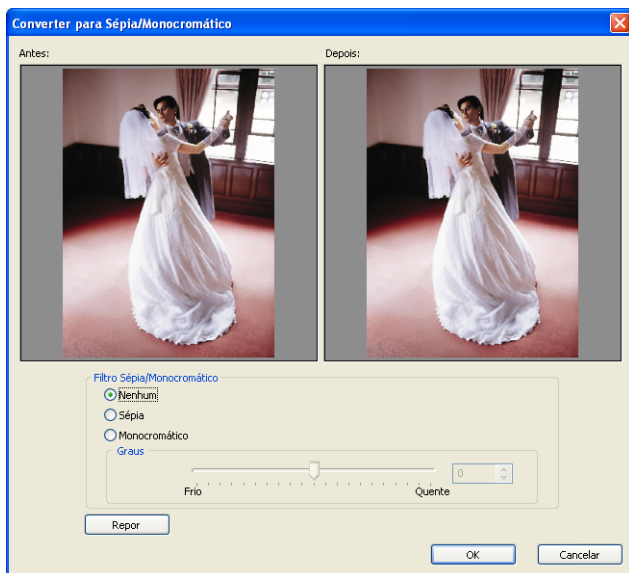 Converter para Sépia/Monocromático
Antes:
Depois:
Filtro Sépia/Monocromático
Nenhum
Sépia
Monocromático
Graus
0
Frio
Quente
Repor
OK
Cancelar